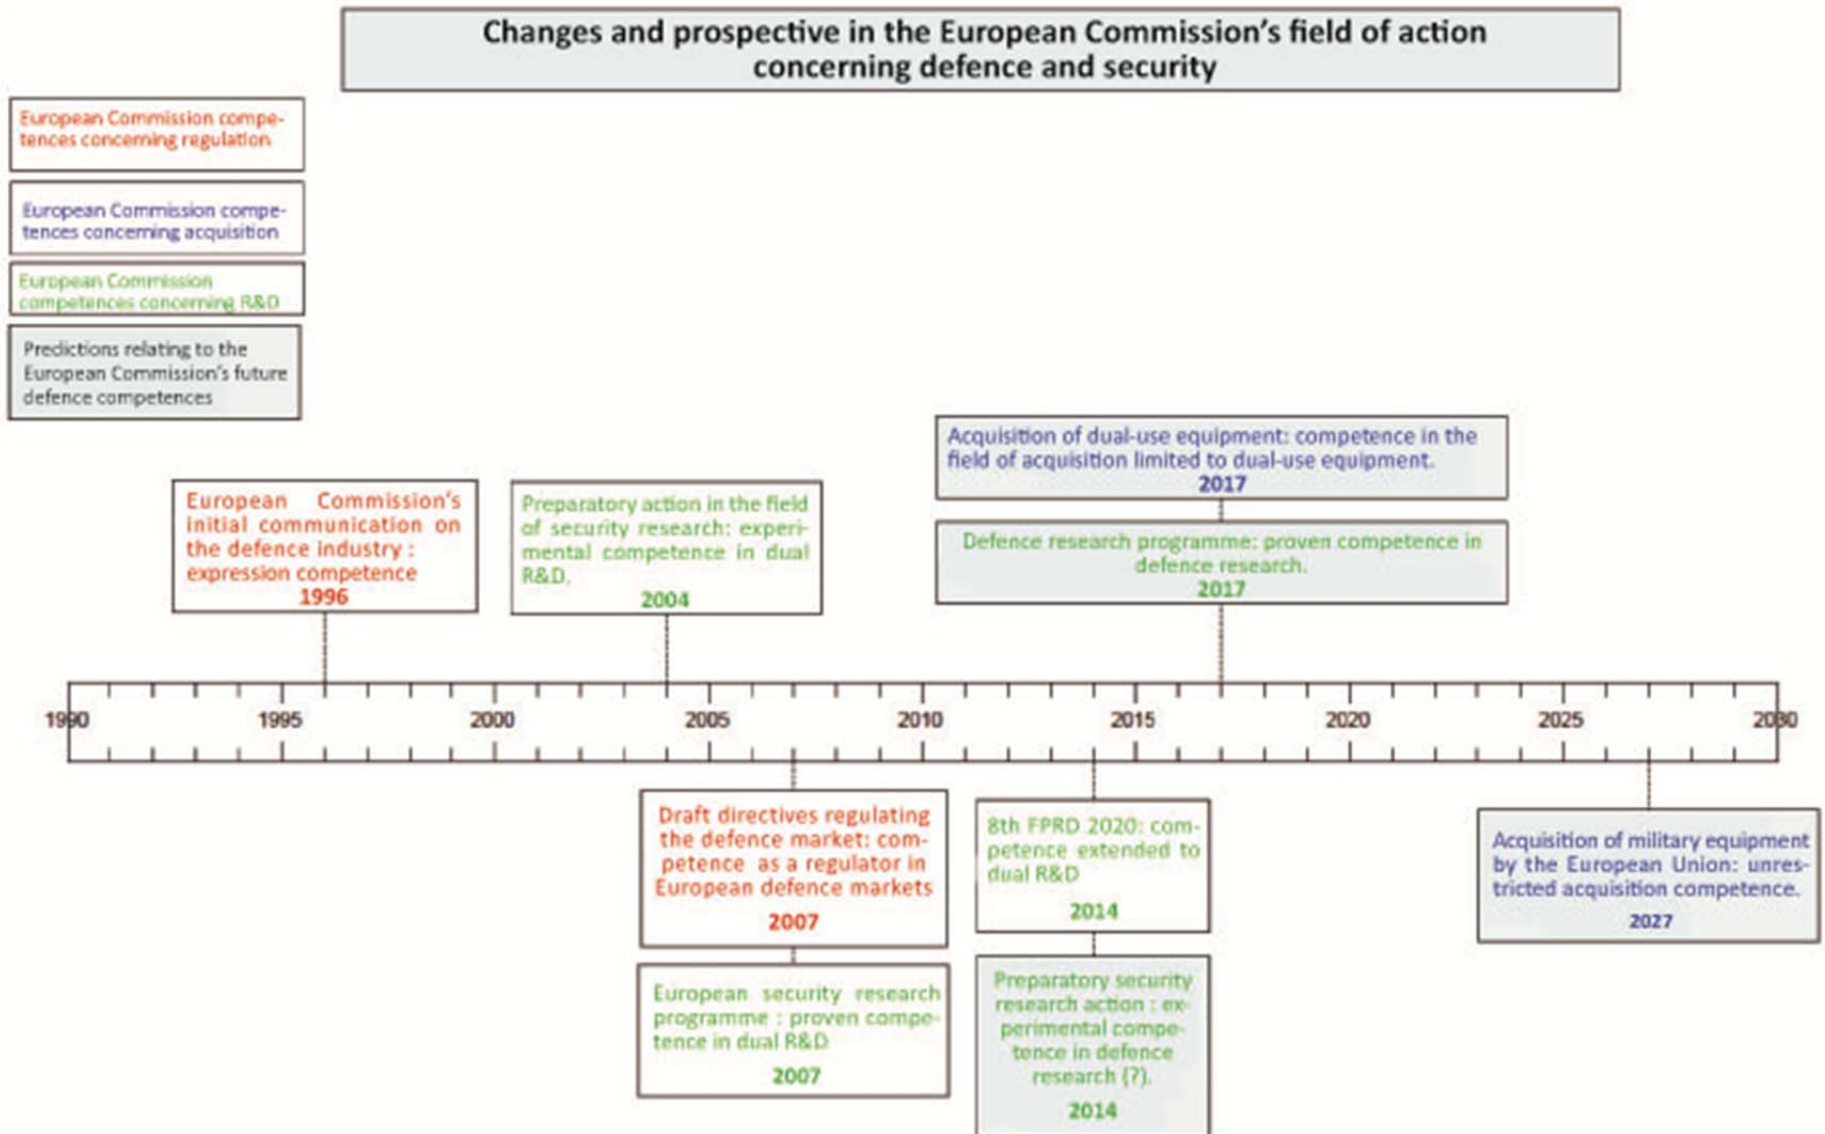 Changes and prospective in the European Commission's field of action
concerning defence and security
European Commission compe-
tences concerning regulation
European Commission compe-
tences concerning acquisition
European Commission
competences concerning R&D
Predictions relating to the
European Commission's future
defence competences
Acquisition of dual-use equipment: competence in the
field of acquisition limited to dual-use equipment.
2017
European Commission's
initial communication on
the defence industry :
expression competence
1996
Preparatory action in the field
of security research: experi-
mental competence in dual
R&D.
2004
Defence research programme: proven competence in
defence research.
2017
1990 1995 2000 2005 2010 2015 2020 2025 2030
Draft directives regulating
the defence market: com-
petence as a regulator in
European defence markets
2007
8th FPRD 2020: com-
petence extended to
dual R&D
2014
Acquisition of military equipment
by the European Union: unres-
tricted acquisition competence.
2027
European security research
programme : proven compe-
tence in dual R&D
2007
Preparatory security
research action : ex-
perimental compe-
tence in defence
research (?).
2014